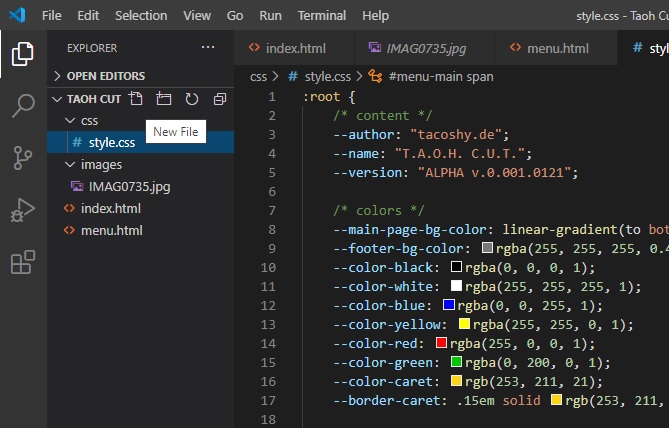 File Edit Selection View Go Run Terminal Help style.css - Taoh Cu
EXPLORER ...
OPEN EDITORS
TAOH CUT
New File
css
# style.css
images
IMAG0735.jpg
index.html
menu.html
index.html IMAG0735.jpg menu.html # style.
css > # style.css > #menu-main span
1 :root {
2 /* content */
3 --author: "tacoshy.de";
4 --name: "T.A.O.H. C.U.T.";
5 --version: "ALPHA v.0.001.0121";
6
7 /* colors */
8 --main-page-bg-color: linear-gradient(to bot
9 --footer-bg-color: rgba(255, 255, 255, 0.4
10 --color-black: rgba(0, 0, 0, 1);
11 --color-white: rgba(255, 255, 255, 1);
12 --color-blue: rgba(0, 0, 255, 1);
13 --color-yellow: rgba(255, 255, 0, 1);
14 --color-red: rgba(255, 0, 0, 1);
15 --color-green: rgba(0, 200, 0, 1);
16 --color-caret: rgb(253, 211, 21);
17 --border-caret: .15em solid rgb(253, 211,
18